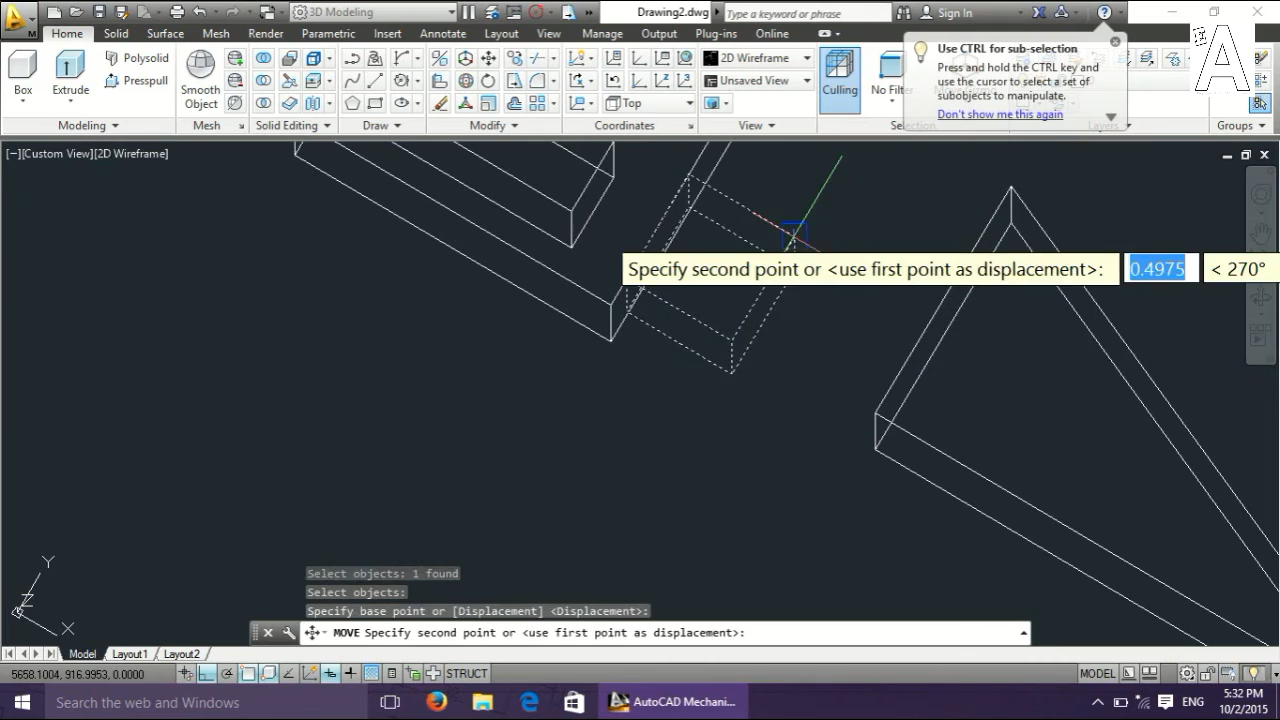 3D Modeling
Drawing2.dwg
Type a keyword or phrase
Sign In
Home Solid Surface Mesh Render Parametric Insert Annotate Layout View Manage Output Plug-ins Online
Box
Extrude
Polysolid
Presspull
Smooth
Object
2D Wireframe
Unsaved View
Top
Culling
No Filter
Modeling
Mesh
Solid Editing
Draw
Modify
Coordinates
View
Selection
Layers
Groups
Use CTRL for sub-selection
Press and hold the CTRL key and
use the cursor to select a set of
subobjects to manipulate.
Don't show me this again
A
[−][Custom View][2D Wireframe]
Specify second point or <use first point as displacement>: 0.4975 < 270°
Y
Z
X
Select objects: 1 found
Select objects:
Specify base point or [Displacement] <Displacement>:
MOVE Specify second point or <use first point as displacement>:
Model Layout1 Layout2
5658.1004, 916.9953, 0.0000
STRUCT
MODEL
Search the web and Windows
AutoCAD Mechani...
ENG
5:32 PM
10/2/2015